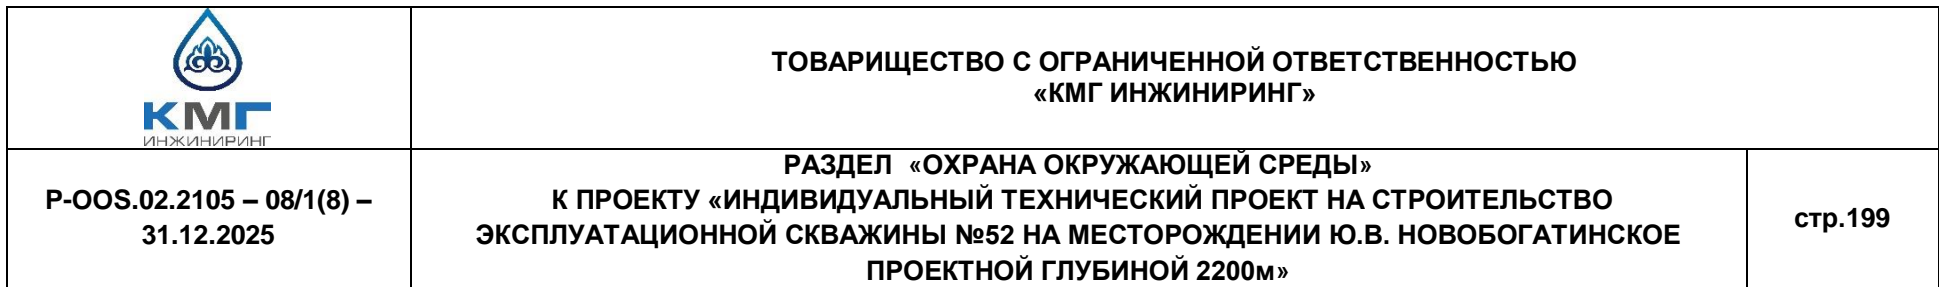 КМГ
ИНЖИНИРИНГ
ТОВАРИЩЕСТВО С ОГРАНИЧЕННОЙ ОТВЕТСТВЕННОСТЬЮ
«КМГ ИНЖИНИРИНГ»
P-OOS.02.2105 – 08/1(8) –
31.12.2025
РАЗДЕЛ «ОХРАНА ОКРУЖАЮЩЕЙ СРЕДЫ»
К ПРОЕКТУ «ИНДИВИДУАЛЬНЫЙ ТЕХНИЧЕСКИЙ ПРОЕКТ НА СТРОИТЕЛЬСТВО
ЭКСПЛУАТАЦИОННОЙ СКВАЖИНЫ №52 НА МЕСТОРОЖДЕНИИ Ю.В. НОВОБОГАТИНСКОЕ
ПРОЕКТНОЙ ГЛУБИНОЙ 2200м»
стр.199